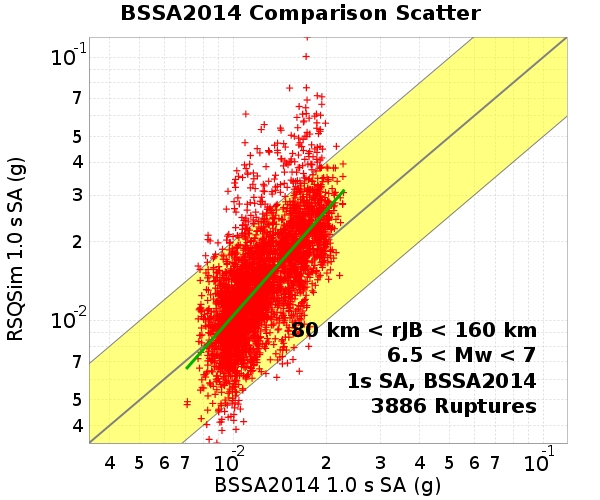 BSSA2014 Comparison Scatter
RSQSim 1.0 s SA (g)
10-1
7
5
4
3
2
10-2
7
5
4
80 km < rJB < 160 km
6.5 < Mw < 7
1s SA, BSSA2014
3886 Ruptures
4 5 6 7 10-2 2 3 4 5 6 7 10-1
BSSA2014 1.0 s SA (g)